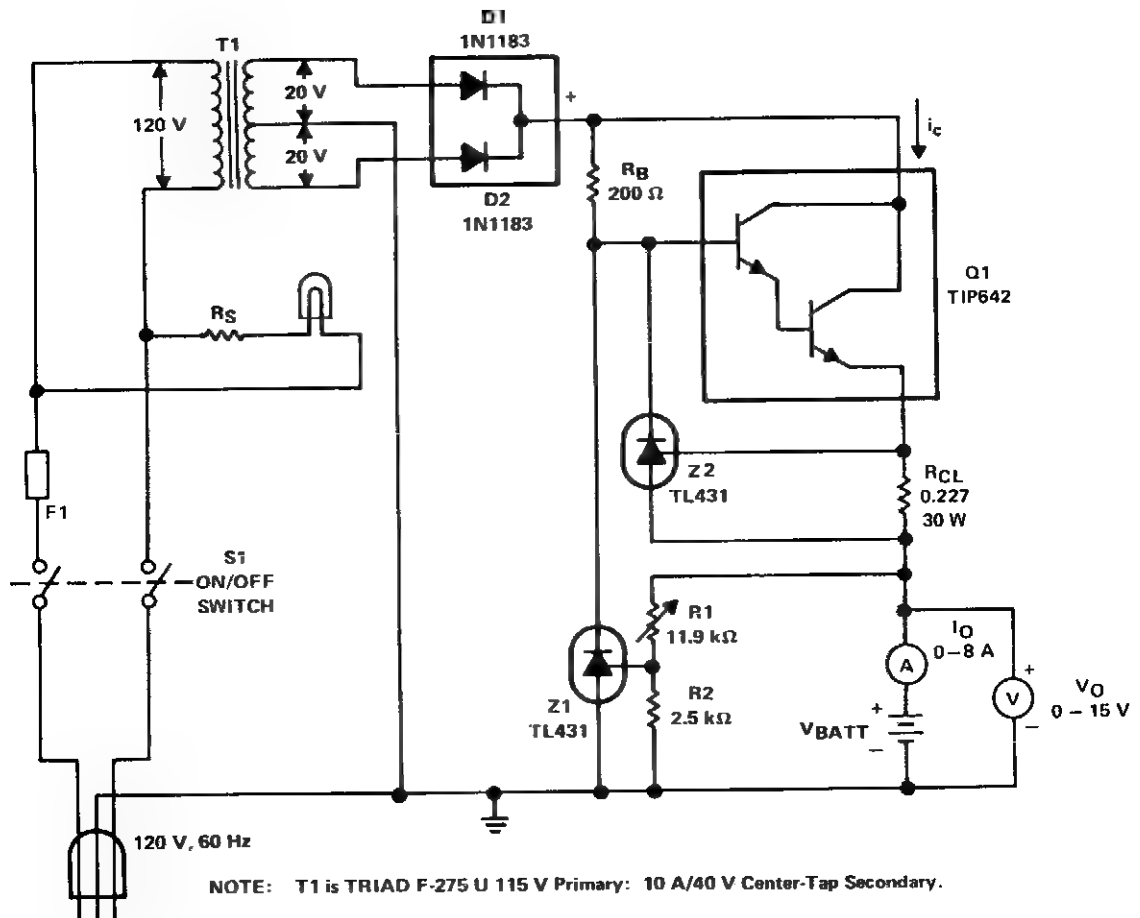 D1
1N1183
T1
20 V
120 V
20 V
+
i_c
R_B
200 Ω
D2
1N1183
Q1
TIP642
R_S
Z2
TL431
R_CL
0.227
30 W
F1
S1
ON/OFF
SWITCH
R1
11.9 kΩ
I_O
0–8 A
A
Z1
TL431
R2
2.5 kΩ
+
V_BATT
–
+
V
–
V_O
0 – 15 V
120 V, 60 Hz
NOTE: T1 is TRIAD F-275 U 115 V Primary: 10 A/40 V Center-Tap Secondary.